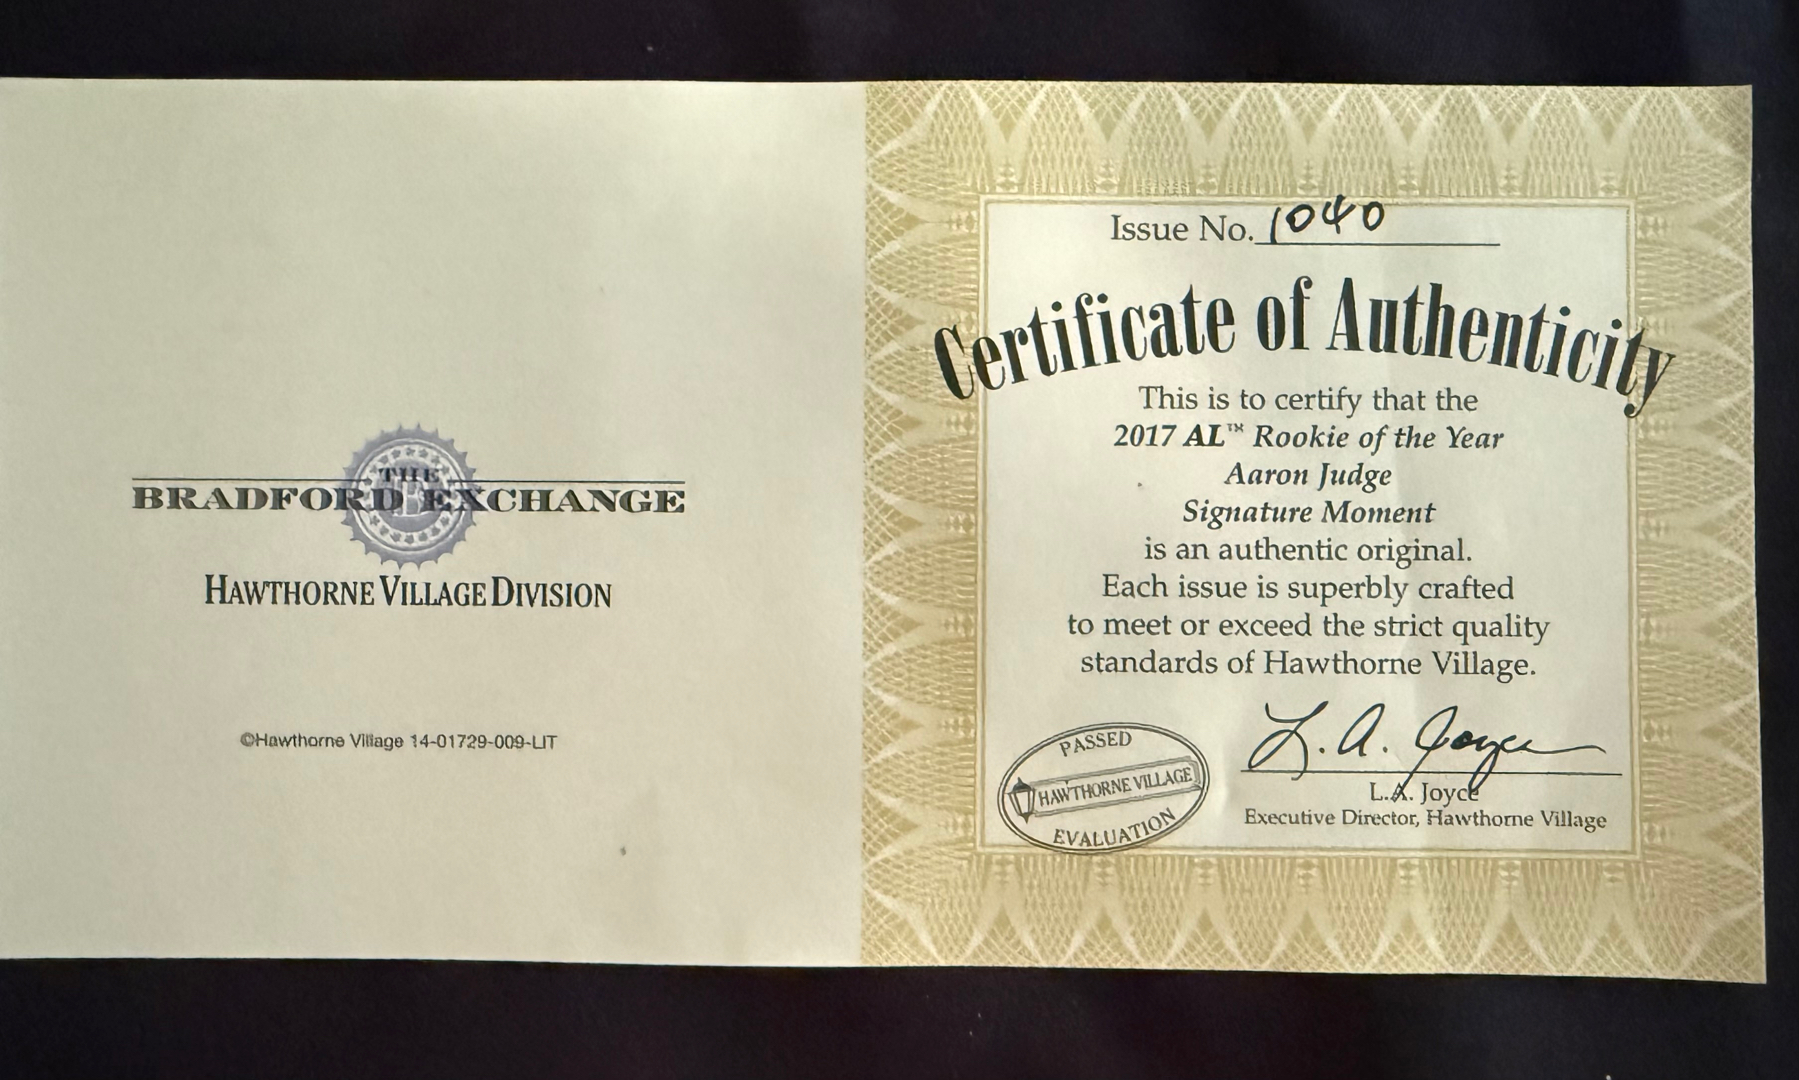 THE
BRADFORD EXCHANGE
HAWTHORNE VILLAGE DIVISION
©Hawthorne Village 14-01729-009-LIT
Issue No. 1040
Certificate of Authenticity
This is to certify that the
2017 AL™ Rookie of the Year
Aaron Judge
Signature Moment
is an authentic original.
Each issue is superbly crafted
to meet or exceed the strict quality
standards of Hawthorne Village.
PASSED
HAWTHORNE VILLAGE
EVALUATION
L. A. Joyce
L.A. Joyce
Executive Director, Hawthorne Village